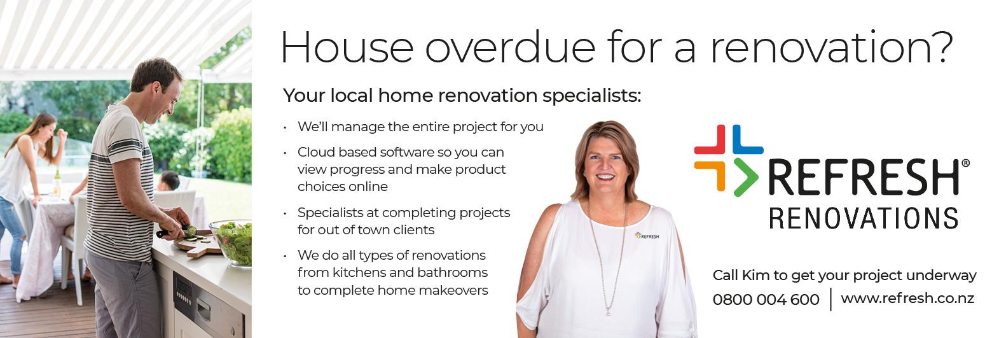 House overdue for a renovation?
Your local home renovation specialists:
• We'll manage the entire project for you
• Cloud based software so you can
view progress and make product
choices online
• Specialists at completing projects
for out of town clients
• We do all types of renovations
from kitchens and bathrooms
to complete home makeovers
REFRESH
REFRESH®
RENOVATIONS
Call Kim to get your project underway
0800 004 600 | www.refresh.co.nz